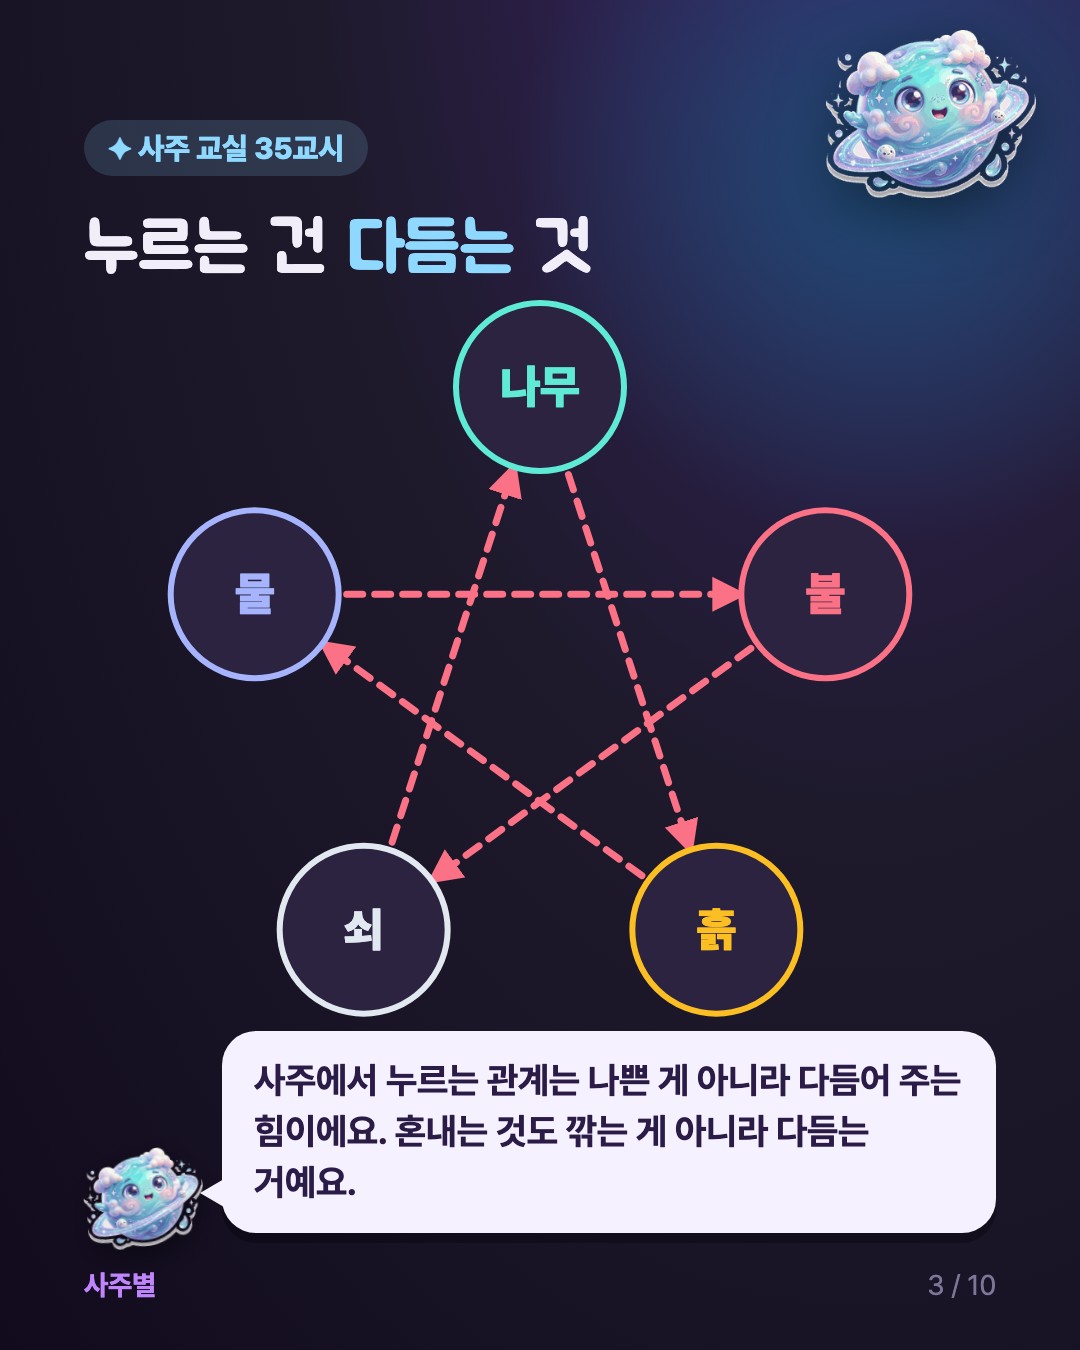 사주 교실 35교시
누르는 건 다듬는 것
나무
물
불
쇠
흙
사주에서 누르는 관계는 나쁜 게 아니라 다듬어 주는
힘이에요. 혼내는 것도 깎는 게 아니라 다듬는
거예요.
사주별
3 / 10